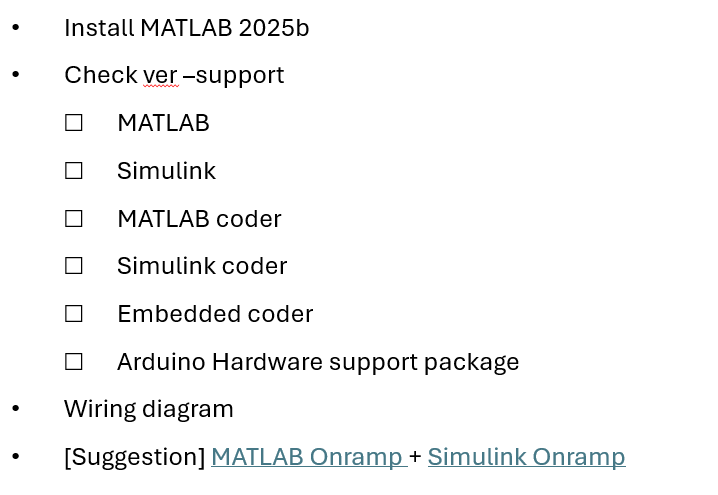 • Install MATLAB 2025b
• Check ver –support
☐ MATLAB
☐ Simulink
☐ MATLAB coder
☐ Simulink coder
☐ Embedded coder
☐ Arduino Hardware support package
• Wiring diagram
• [Suggestion] MATLAB Onramp + Simulink Onramp